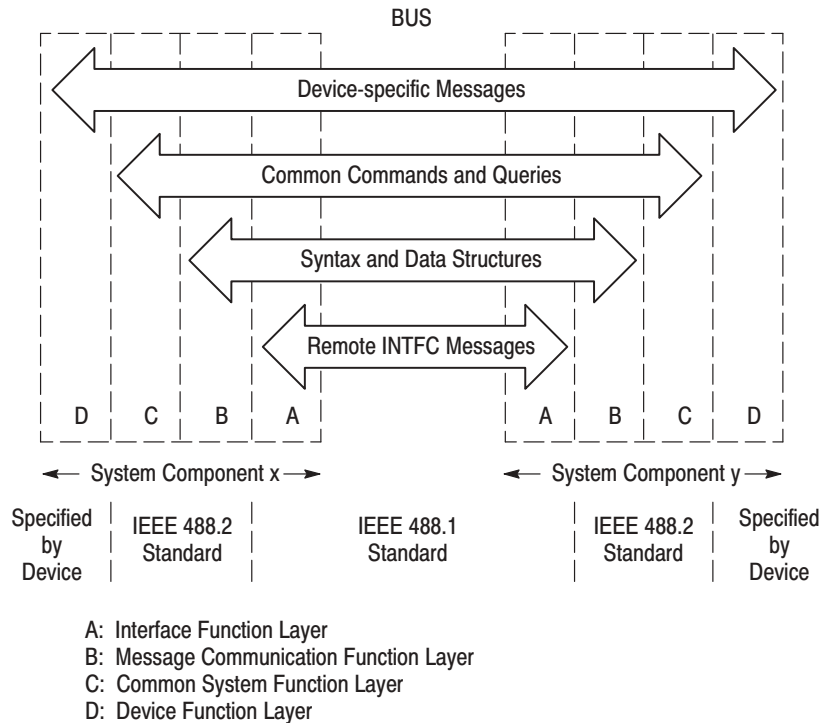 BUS
Device-specific Messages
Common Commands and Queries
Syntax and Data Structures
Remote INTFC Messages
D C B A A B C D
System Component x System Component y
Specified by Device
IEEE 488.2 Standard
IEEE 488.1 Standard
IEEE 488.2 Standard
Specified by Device
A: Interface Function Layer
B: Message Communication Function Layer
C: Common System Function Layer
D: Device Function Layer